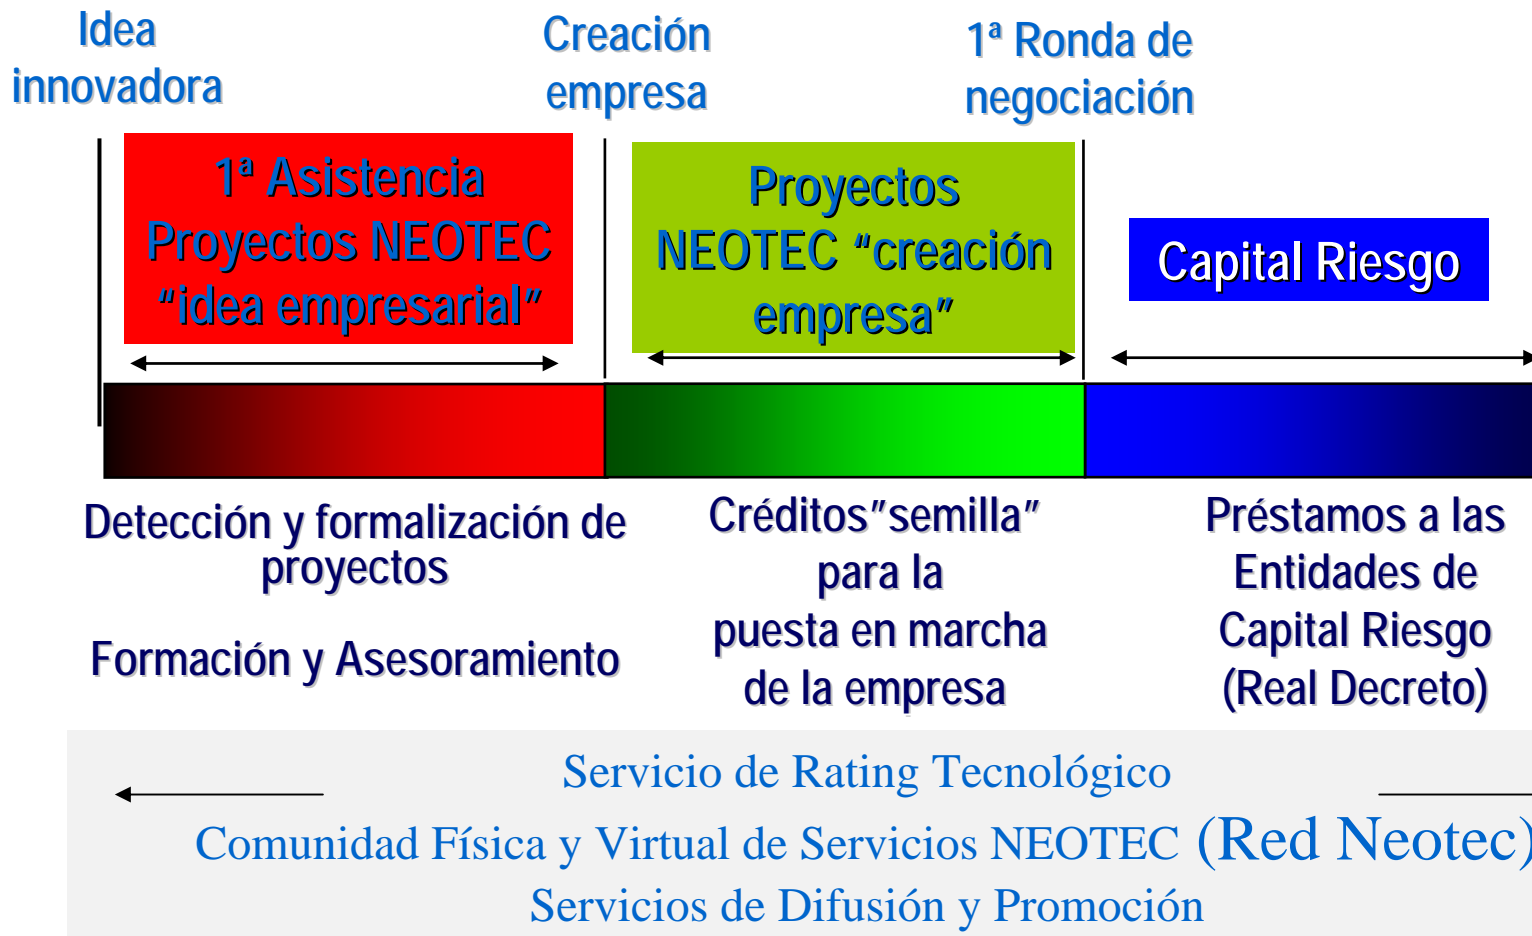 Idea
innovadora
Creación
empresa
1ª Ronda de
negociación
1ª Asistencia
Proyectos NEOTEC
“idea empresarial”
Proyectos
NEOTEC “creación
empresa”
Capital Riesgo
Detección y formalización de
proyectos
Formación y Asesoramiento
Créditos”semilla”
para la
puesta en marcha
de la empresa
Préstamos a las
Entidades de
Capital Riesgo
(Real Decreto)
Servicio de Rating Tecnológico
Comunidad Física y Virtual de Servicios NEOTEC (Red Neotec)
Servicios de Difusión y Promoción